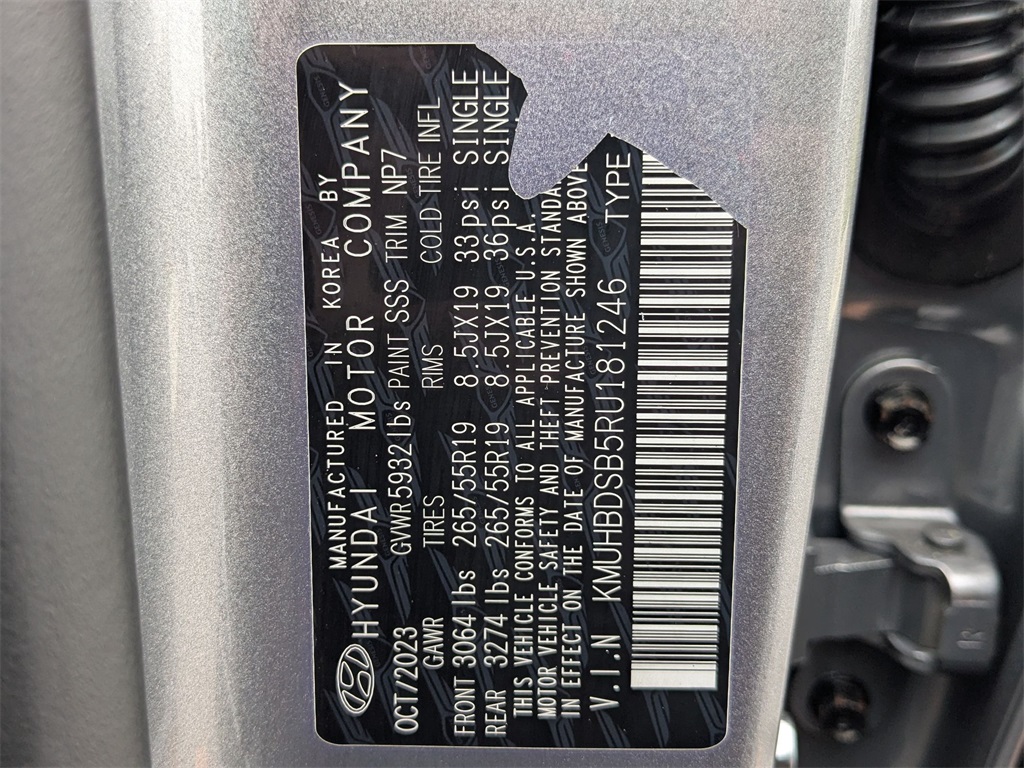 MANUFACTURED IN KOREA BY
HYUNDAI MOTOR COMPANY
OCT/2023 GVWR 5932 lbs PAINT SSS TRIM NP7
GAWR TIRES RIMS COLD TIRE INFL
FRONT 3064 lbs 265/55R19 8.5JX19 33psi SINGLE
REAR 3274 lbs 265/55R19 8.5JX19 36psi SINGLE
THIS VEHICLE CONFORMS TO ALL APPLICABLE U.S.A.
MOTOR VEHICLE SAFETY AND THEFT PREVENTION STANDA
IN EFFECT ON THE DATE OF MANUFACTURE SHOWN ABOVE
V.I.N KMUHBDSB5RU181246 TYPE
R